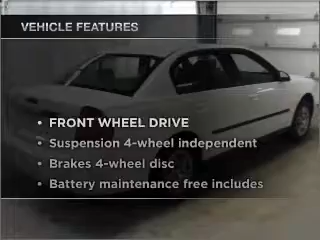 VEHICLE FEATURES
• FRONT WHEEL DRIVE
• Suspension 4-wheel independent
• Brakes 4-wheel disc
• Battery maintenance free includes